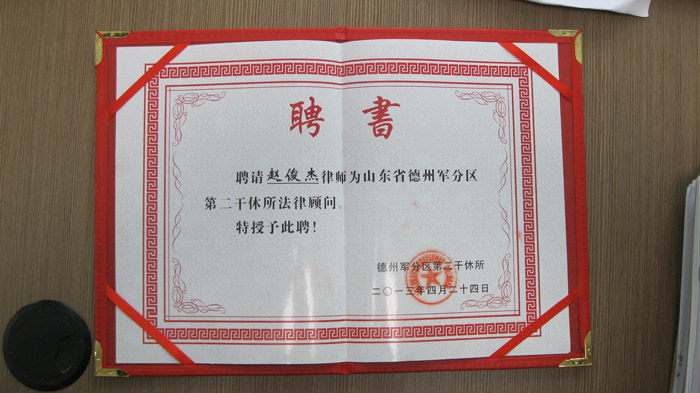 聘書
聘请赵俊杰律师为山东省德州军分区
第二干休所法律顾问。
特授予此聘！
德州军分区第二干休所
二〇一三年四月二十四日